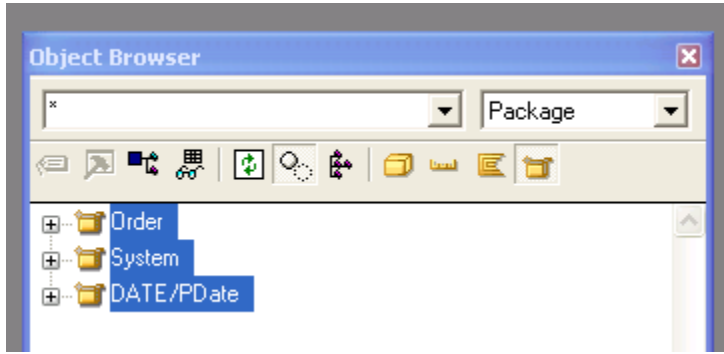 Object Browser
* Package
Order
System
DATE/PDate